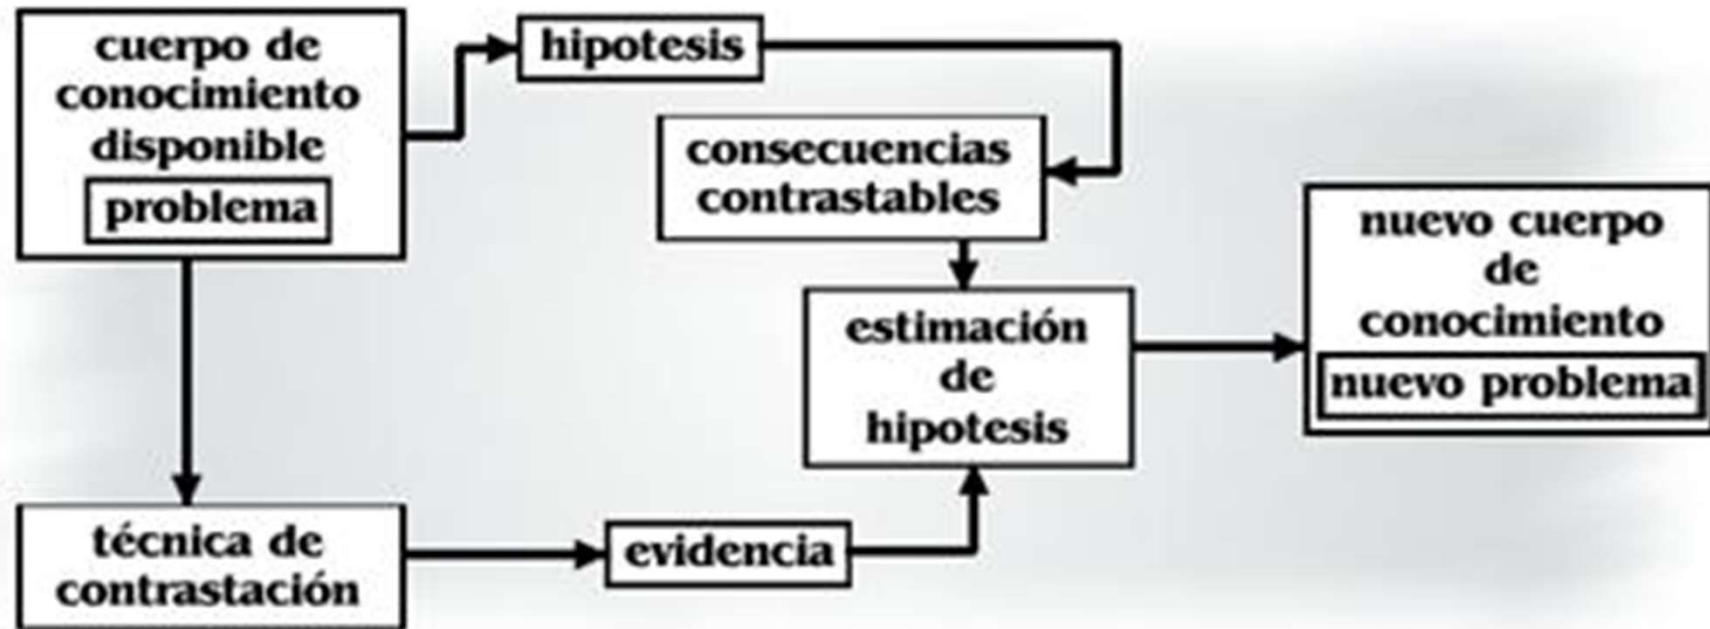 cuerpo de
conocimiento
disponible
problema
hipotesis
consecuencias
contrastables
estimación
de
hipotesis
nuevo cuerpo
de
conocimiento
nuevo problema
técnica de
contrastación
evidencia